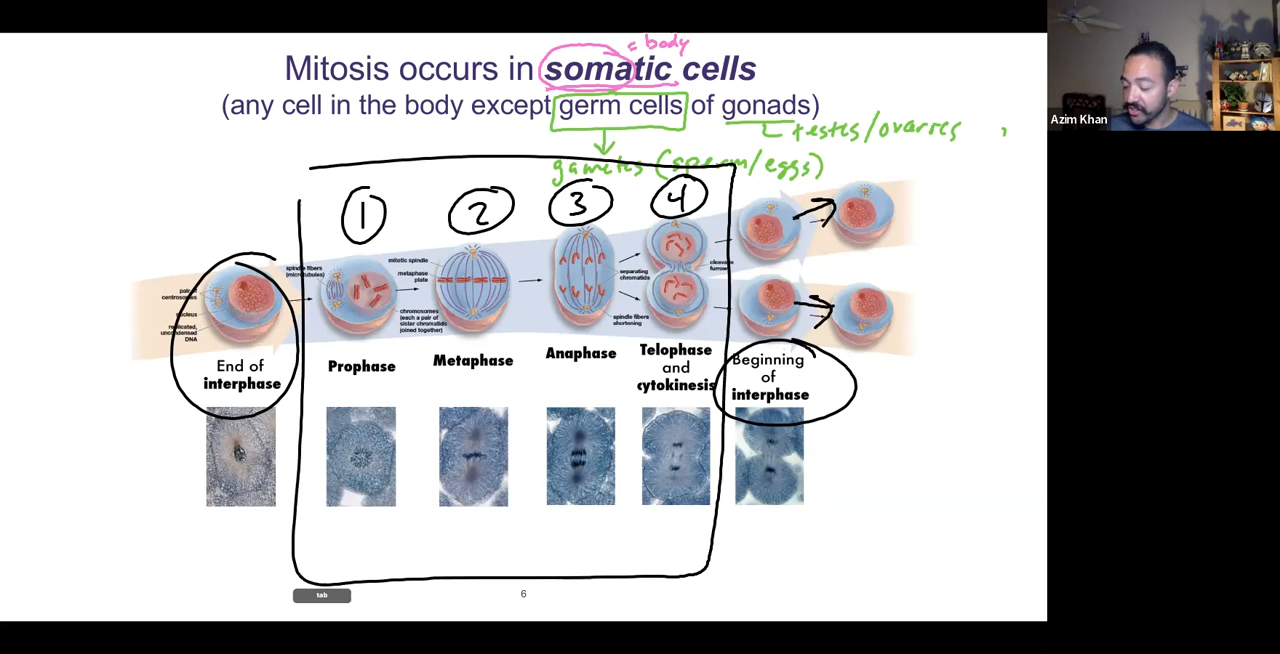 = body
Mitosis occurs in somatic cells
(any cell in the body except germ cells of gonads)
testes/ovaries
gametes (sperm/eggs)
Azim Khan
1 2 3 4
pair of
centrosomes
nucleus
replicated,
uncondensed
DNA
spindle fibers
(microtubules)
mitotic spindle
metaphase
plate
chromosomes
(each a pair of
sister chromatids
joined together)
separating
chromatids
spindle fibers
shortening
cleavage
furrow
End of
interphase
Prophase
Metaphase
Anaphase
Telophase
and
cytokinesis
Beginning
of
interphase
tab
6